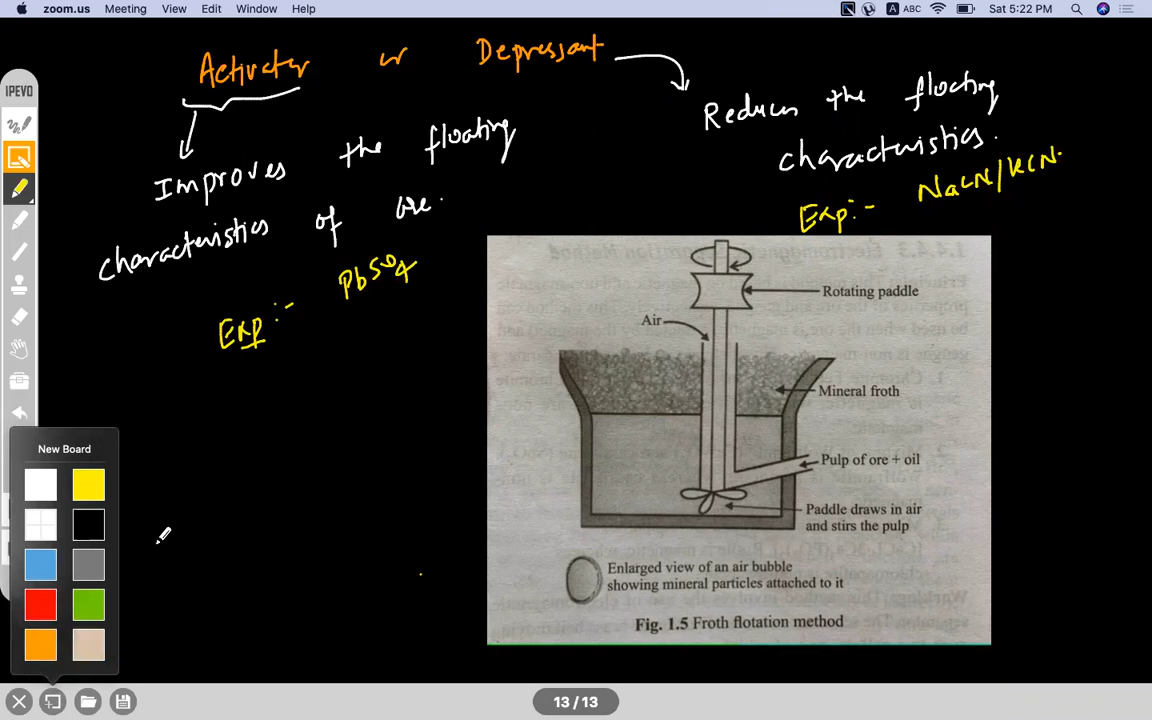 zoom.us Meeting View Edit Window Help
ABC Sat 5:22 PM
IPEVO
Activator or Depressant
Improves the floating
characteristics of ore.
Exp:- PbSO4
Reduces the floating
characteristics.
Exp:- NaCN/KCN.
Rotating paddle
Air
Mineral froth
Pulp of ore + oil
Paddle draws in air
and stirs the pulp
Enlarged view of an air bubble
showing mineral particles attached to it
Fig. 1.5 Froth flotation method
New Board
13 / 13